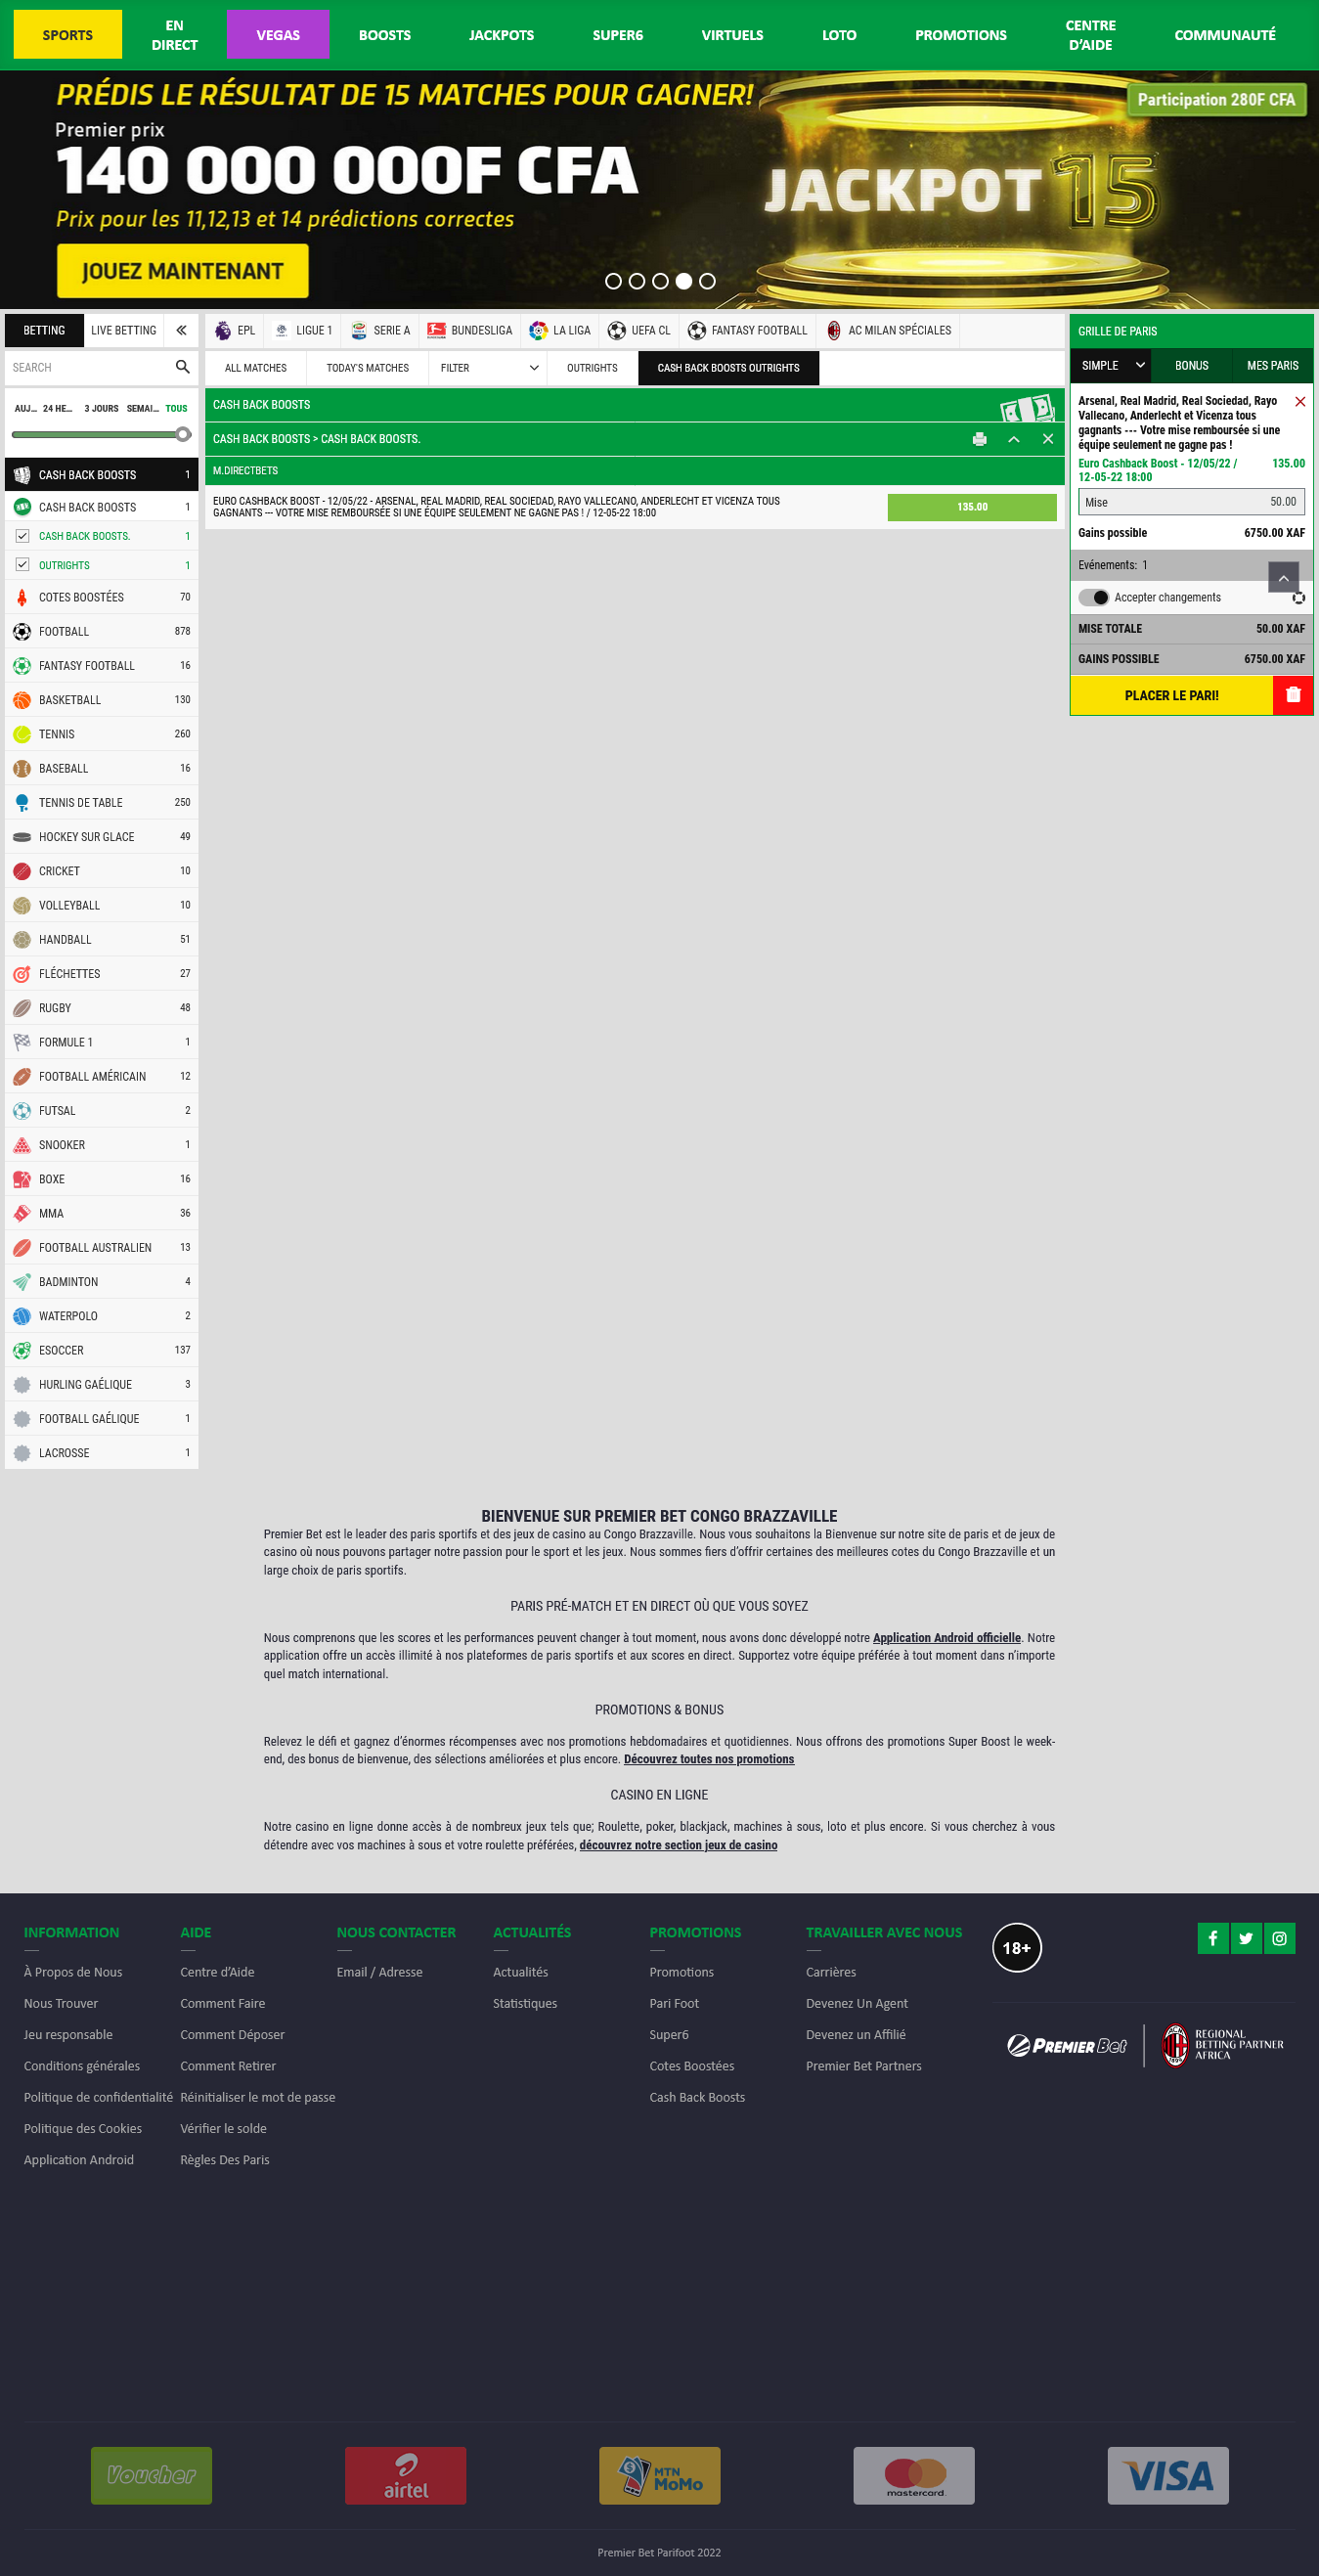 SPORTS
EN
DIRECT
VEGAS
BOOSTS
JACKPOTS
SUPER6
VIRTUELS
LOTO
PROMOTIONS
CENTRE
D'AIDE
COMMUNAUTÉ
PRÉDIS LE RÉSULTAT DE 15 MATCHES POUR GAGNER!
Participation 280F CFA
Premier prix
140 000 000F CFA
JACKPOT 15
Prix pour les 11,12,13 et 14 prédictions correctes
JOUEZ MAINTENANT
BETTING
LIVE BETTING
SEARCH
AUJ... 24 HE... 3 JOURS SEMAI... TOUS
CASH BACK BOOSTS 1
CASH BACK BOOSTS 1
CASH BACK BOOSTS. 1
OUTRIGHTS 1
COTES BOOSTÉES 70
FOOTBALL 878
FANTASY FOOTBALL 16
BASKETBALL 130
TENNIS 260
BASEBALL 16
TENNIS DE TABLE 250
HOCKEY SUR GLACE 49
CRICKET 10
VOLLEYBALL 10
HANDBALL 51
FLÉCHETTES 27
RUGBY 48
FORMULE 1 1
FOOTBALL AMÉRICAIN 12
FUTSAL 2
SNOOKER 1
BOXE 16
MMA 36
FOOTBALL AUSTRALIEN 13
BADMINTON 4
WATERPOLO 2
ESOCCER 137
HURLING GAÉLIQUE 3
FOOTBALL GAÉLIQUE 1
LACROSSE 1
EPL
LIGUE 1
SERIE A
BUNDESLIGA
LA LIGA
UEFA CL
FANTASY FOOTBALL
AC MILAN SPÉCIALES
ALL MATCHES
TODAY'S MATCHES
FILTER
OUTRIGHTS
CASH BACK BOOSTS OUTRIGHTS
CASH BACK BOOSTS
CASH BACK BOOSTS > CASH BACK BOOSTS.
M.DIRECTBETS
EURO CASHBACK BOOST - 12/05/22 - ARSENAL, REAL MADRID, REAL SOCIEDAD, RAYO VALLECANO, ANDERLECHT ET VICENZA TOUS
GAGNANTS --- VOTRE MISE REMBOURSÉE SI UNE ÉQUIPE SEULEMENT NE GAGNE PAS ! / 12-05-22 18:00
135.00
GRILLE DE PARIS
SIMPLE
BONUS
MES PARIS
Arsenal, Real Madrid, Real Sociedad, Rayo
Vallecano, Anderlecht et Vicenza tous
gagnants --- Votre mise remboursée si une
équipe seulement ne gagne pas !
Euro Cashback Boost - 12/05/22 / 135.00
12-05-22 18:00
Mise 50.00
Gains possible 6750.00 XAF
Evénements: 1
Accepter changements
MISE TOTALE 50.00 XAF
GAINS POSSIBLE 6750.00 XAF
PLACER LE PARI!
BIENVENUE SUR PREMIER BET CONGO BRAZZAVILLE
Premier Bet est le leader des paris sportifs et des jeux de casino au Congo Brazzaville. Nous vous souhaitons la Bienvenue sur notre site de paris et de jeux de
casino où nous pouvons partager notre passion pour le sport et les jeux. Nous sommes fiers d'offrir certaines des meilleures cotes du Congo Brazzaville et un
large choix de paris sportifs.
PARIS PRÉ-MATCH ET EN DIRECT OÙ QUE VOUS SOYEZ
Nous comprenons que les scores et les performances peuvent changer à tout moment, nous avons donc développé notre Application Android officielle. Notre
application offre un accès illimité à nos plateformes de paris sportifs et aux scores en direct. Supportez votre équipe préférée à tout moment dans n'importe
quel match international.
PROMOTIONS & BONUS
Relevez le défi et gagnez d'énormes récompenses avec nos promotions hebdomadaires et quotidiennes. Nous offrons des promotions Super Boost le week-
end, des bonus de bienvenue, des sélections améliorées et plus encore. Découvrez toutes nos promotions
CASINO EN LIGNE
Notre casino en ligne donne accès à de nombreux jeux tels que; Roulette, poker, blackjack, machines à sous, loto et plus encore. Si vous cherchez à vous
détendre avec vos machines à sous et votre roulette préférées, découvrez notre section jeux de casino
INFORMATION
À Propos de Nous
Nous Trouver
Jeu responsable
Conditions générales
Politique de confidentialité
Politique des Cookies
Application Android
AIDE
Centre d'Aide
Comment Faire
Comment Déposer
Comment Retirer
Réinitialiser le mot de passe
Vérifier le solde
Règles Des Paris
NOUS CONTACTER
Email / Adresse
ACTUALITÉS
Actualités
Statistiques
PROMOTIONS
Promotions
Pari Foot
Super6
Cotes Boostées
Cash Back Boosts
TRAVAILLER AVEC NOUS
Carrières
Devenez Un Agent
Devenez un Affilié
Premier Bet Partners
18+
PREMIER Bet
REGIONAL
BETTING PARTNER
AFRICA
Voucher
airtel
MTN
MoMo
mastercard.
VISA
Premier Bet Parifoot 2022